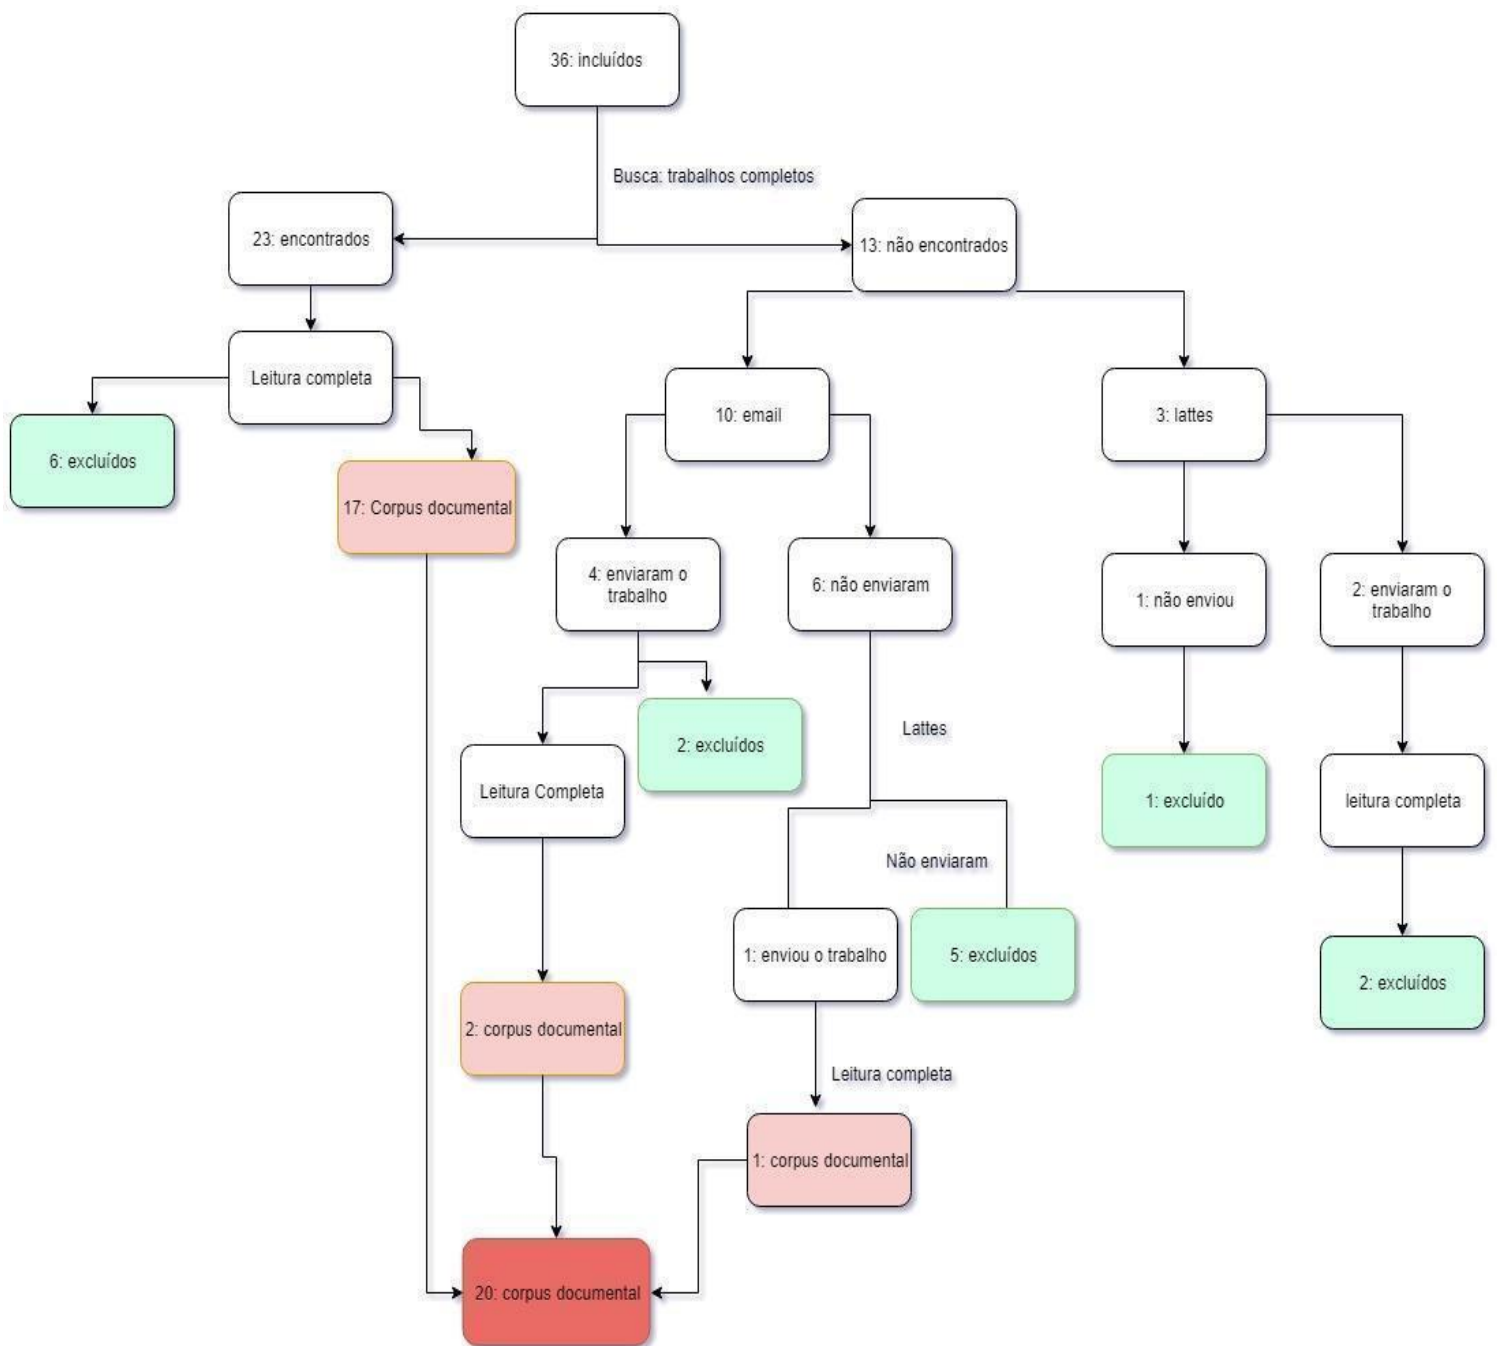 36: incluídos
Busca: trabalhos completos
23: encontrados
13: não encontrados
Leitura completa
10: email
3: lattes
6: excluídos
17: Corpus documental
4: enviaram o
trabalho
6: não enviaram
1: não enviou
2: enviaram o
trabalho
2: excluídos
Lattes
Leitura Completa
1: excluído
leitura completa
Não enviaram
1: enviou o trabalho
5: excluídos
2: excluídos
2: corpus documental
Leitura completa
1: corpus documental
20: corpus documental